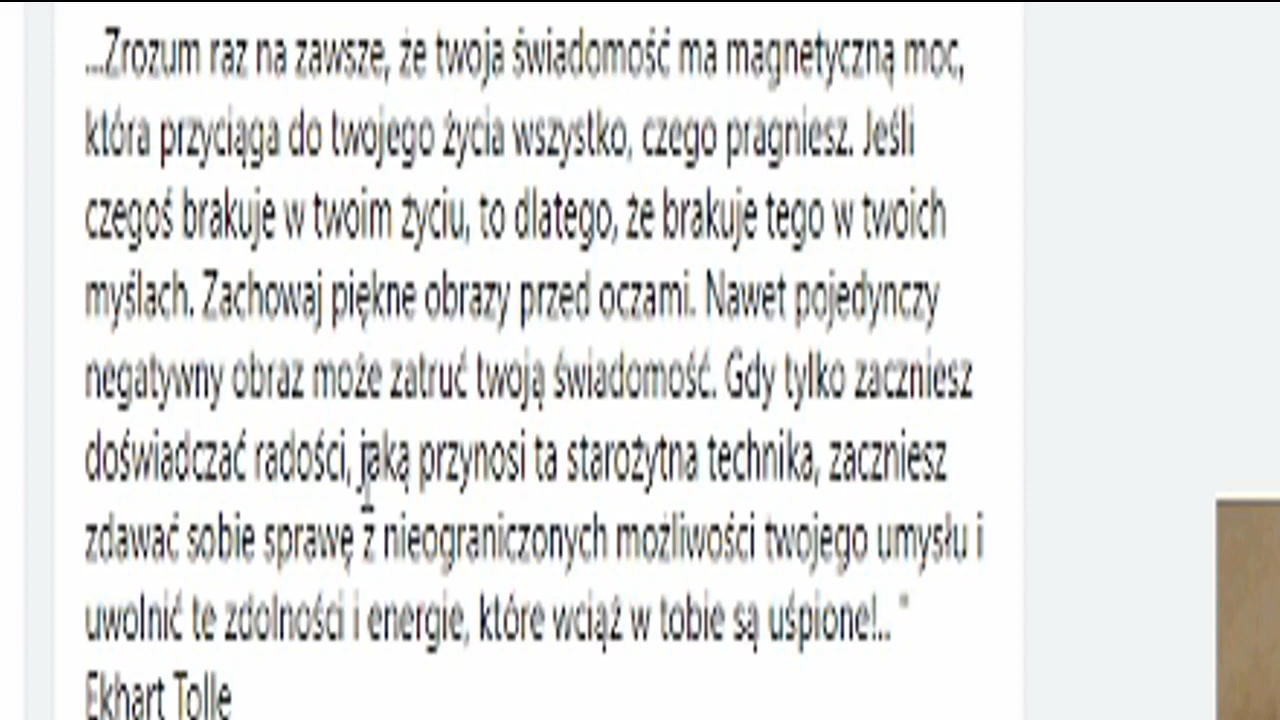 ...Zrozum raz na zawsze, że twoja świadomość ma magnetyczną moc,
która przyciąga do twojego życia wszystko, czego pragniesz. Jeśli
czegoś brakuje w twoim życiu, to dlatego, że brakuje tego w twoich
myślach. Zachowaj piękne obrazy przed oczami. Nawet pojedynczy
negatywny obraz może zatruć twoją świadomość. Gdy tylko zaczniesz
doświadczać radości, jaką przynosi ta starożytna technika, zaczniesz
zdawać sobie sprawę z nieograniczonych możliwości twojego umysłu i
uwolnić te zdolności i energie, które wciąż w tobie są uśpione!.. "
Ekhart Tolle